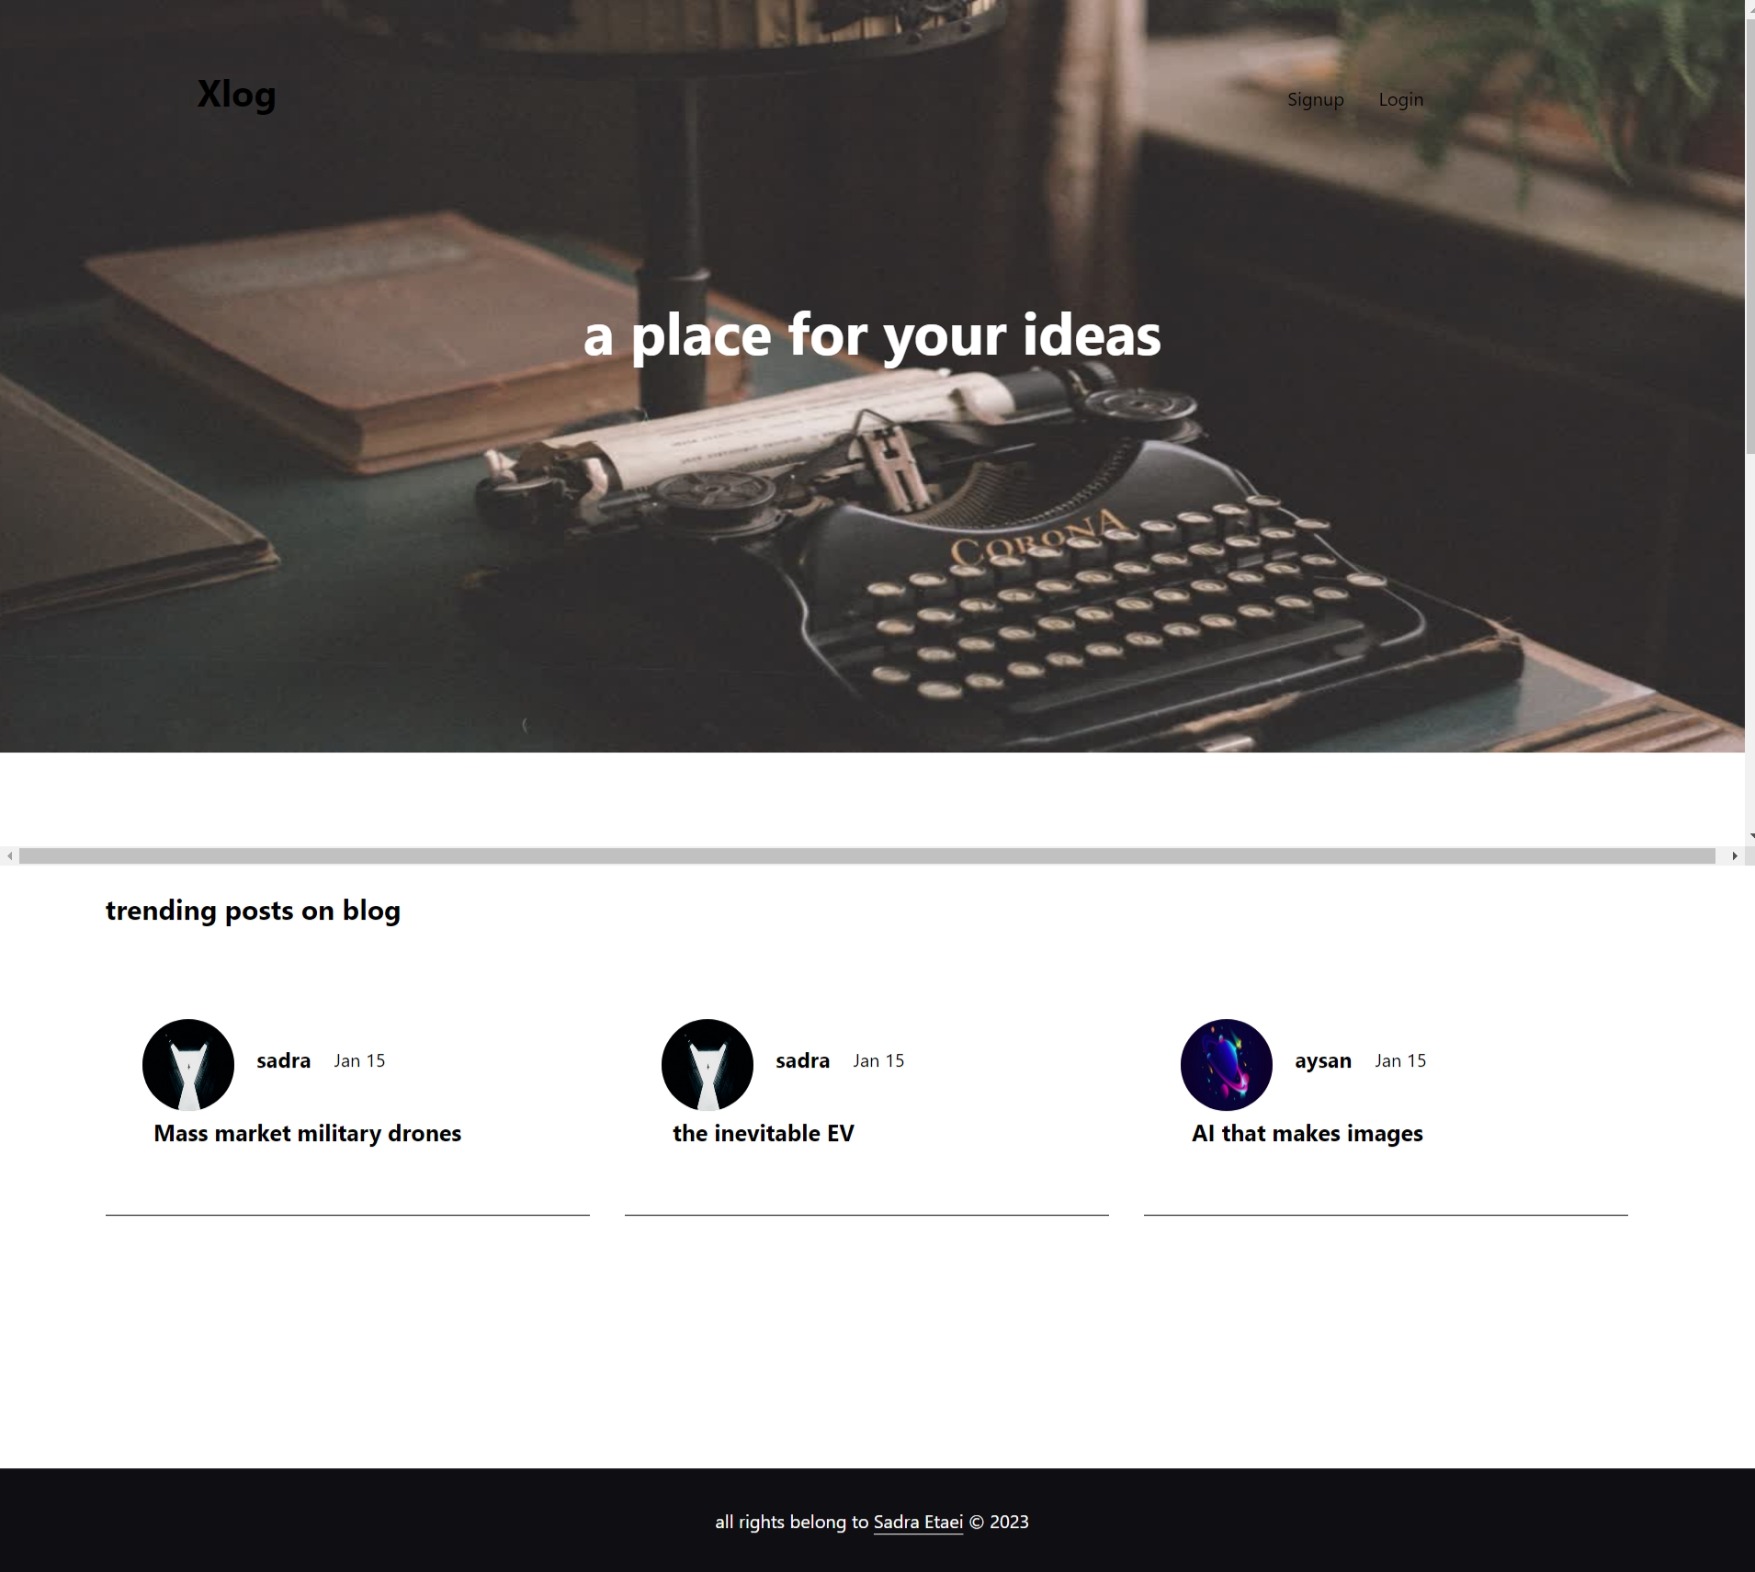 Xlog
Signup Login
a place for your ideas
CORONA
trending posts on blog
sadra Jan 15
Mass market military drones
sadra Jan 15
the inevitable EV
aysan Jan 15
AI that makes images
all rights belong to Sadra Etaei © 2023